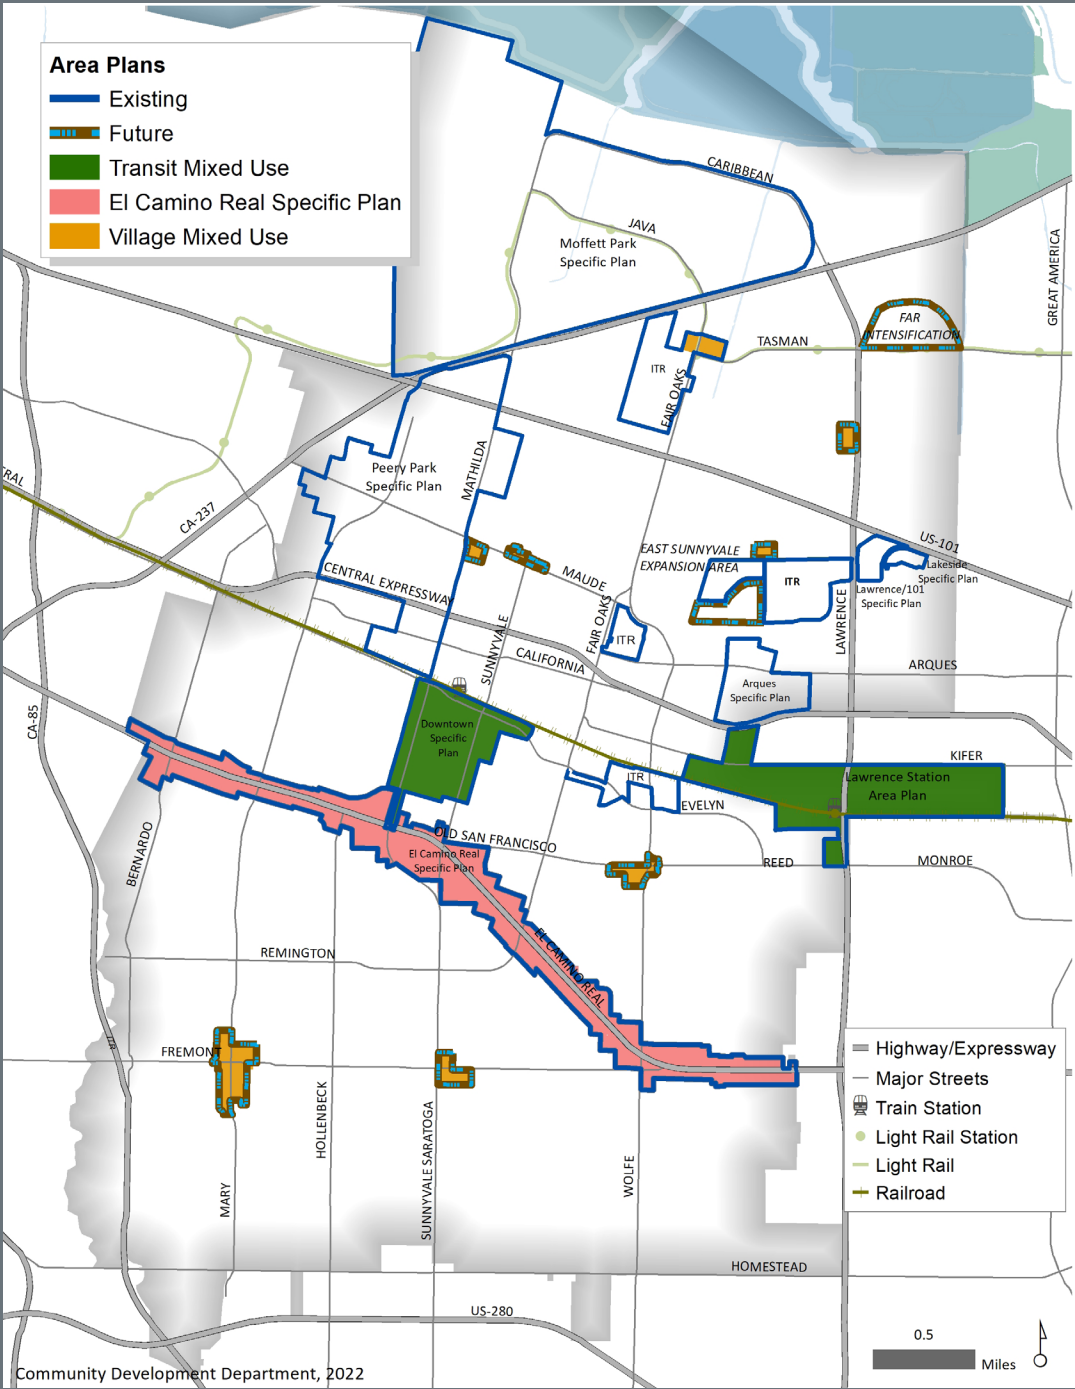 Area Plans
Existing
Future
Transit Mixed Use
El Camino Real Specific Plan
Village Mixed Use
CARIBBEAN
JAVA
Moffett Park
Specific Plan
GREAT AMERICA
FAR
INTENSIFICATION
TASMAN
ITR
FAIR OAKS
Peery Park
Specific Plan
MATHILDA
RAL
CA-237
US-101
EAST SUNNYVALE
EXPANSION AREA
ITR
Lakeside
Specific Plan
Lawrence/101
Specific Plan
CENTRAL EXPRESSWAY
MAUDE
FAIR OAKS
ITR
LAWRENCE
SUNNYVALE
CALIFORNIA
ARQUES
Arques
Specific Plan
CA-85
Downtown
Specific
Plan
KIFER
ITR
Lawrence Station
Area Plan
EVELYN
OLD SAN FRANCISCO
El Camino Real
Specific Plan
REED
MONROE
BERNARDO
EL CAMINO REAL
REMINGTON
ITR
FREMONT
HOLLENBECK
SUNNYVALE SARATOGA
MARY
WOLFE
Highway/Expressway
Major Streets
Train Station
Light Rail Station
Light Rail
Railroad
HOMESTEAD
US-280
0.5
Miles
Community Development Department, 2022